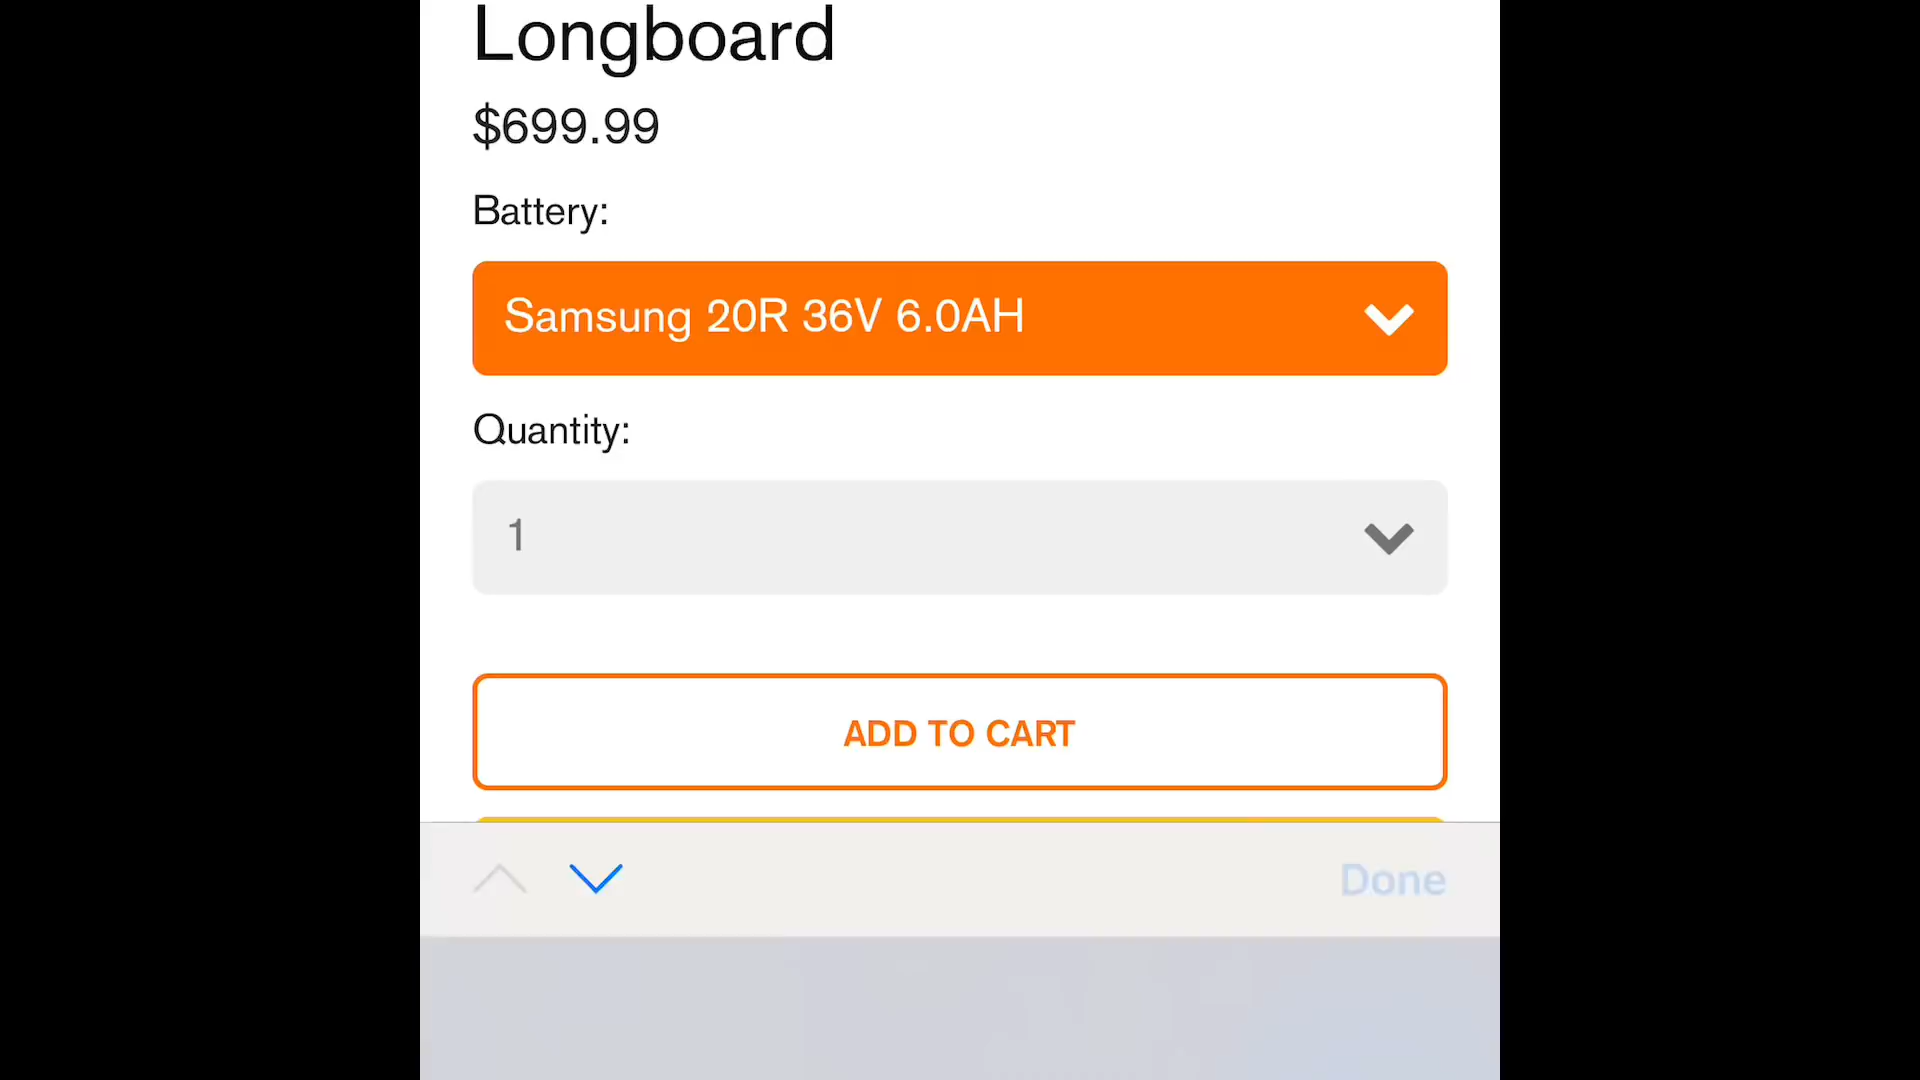 Longboard
$699.99
Battery:
Samsung 20R 36V 6.0AH
Quantity:
1
ADD TO CART
Done